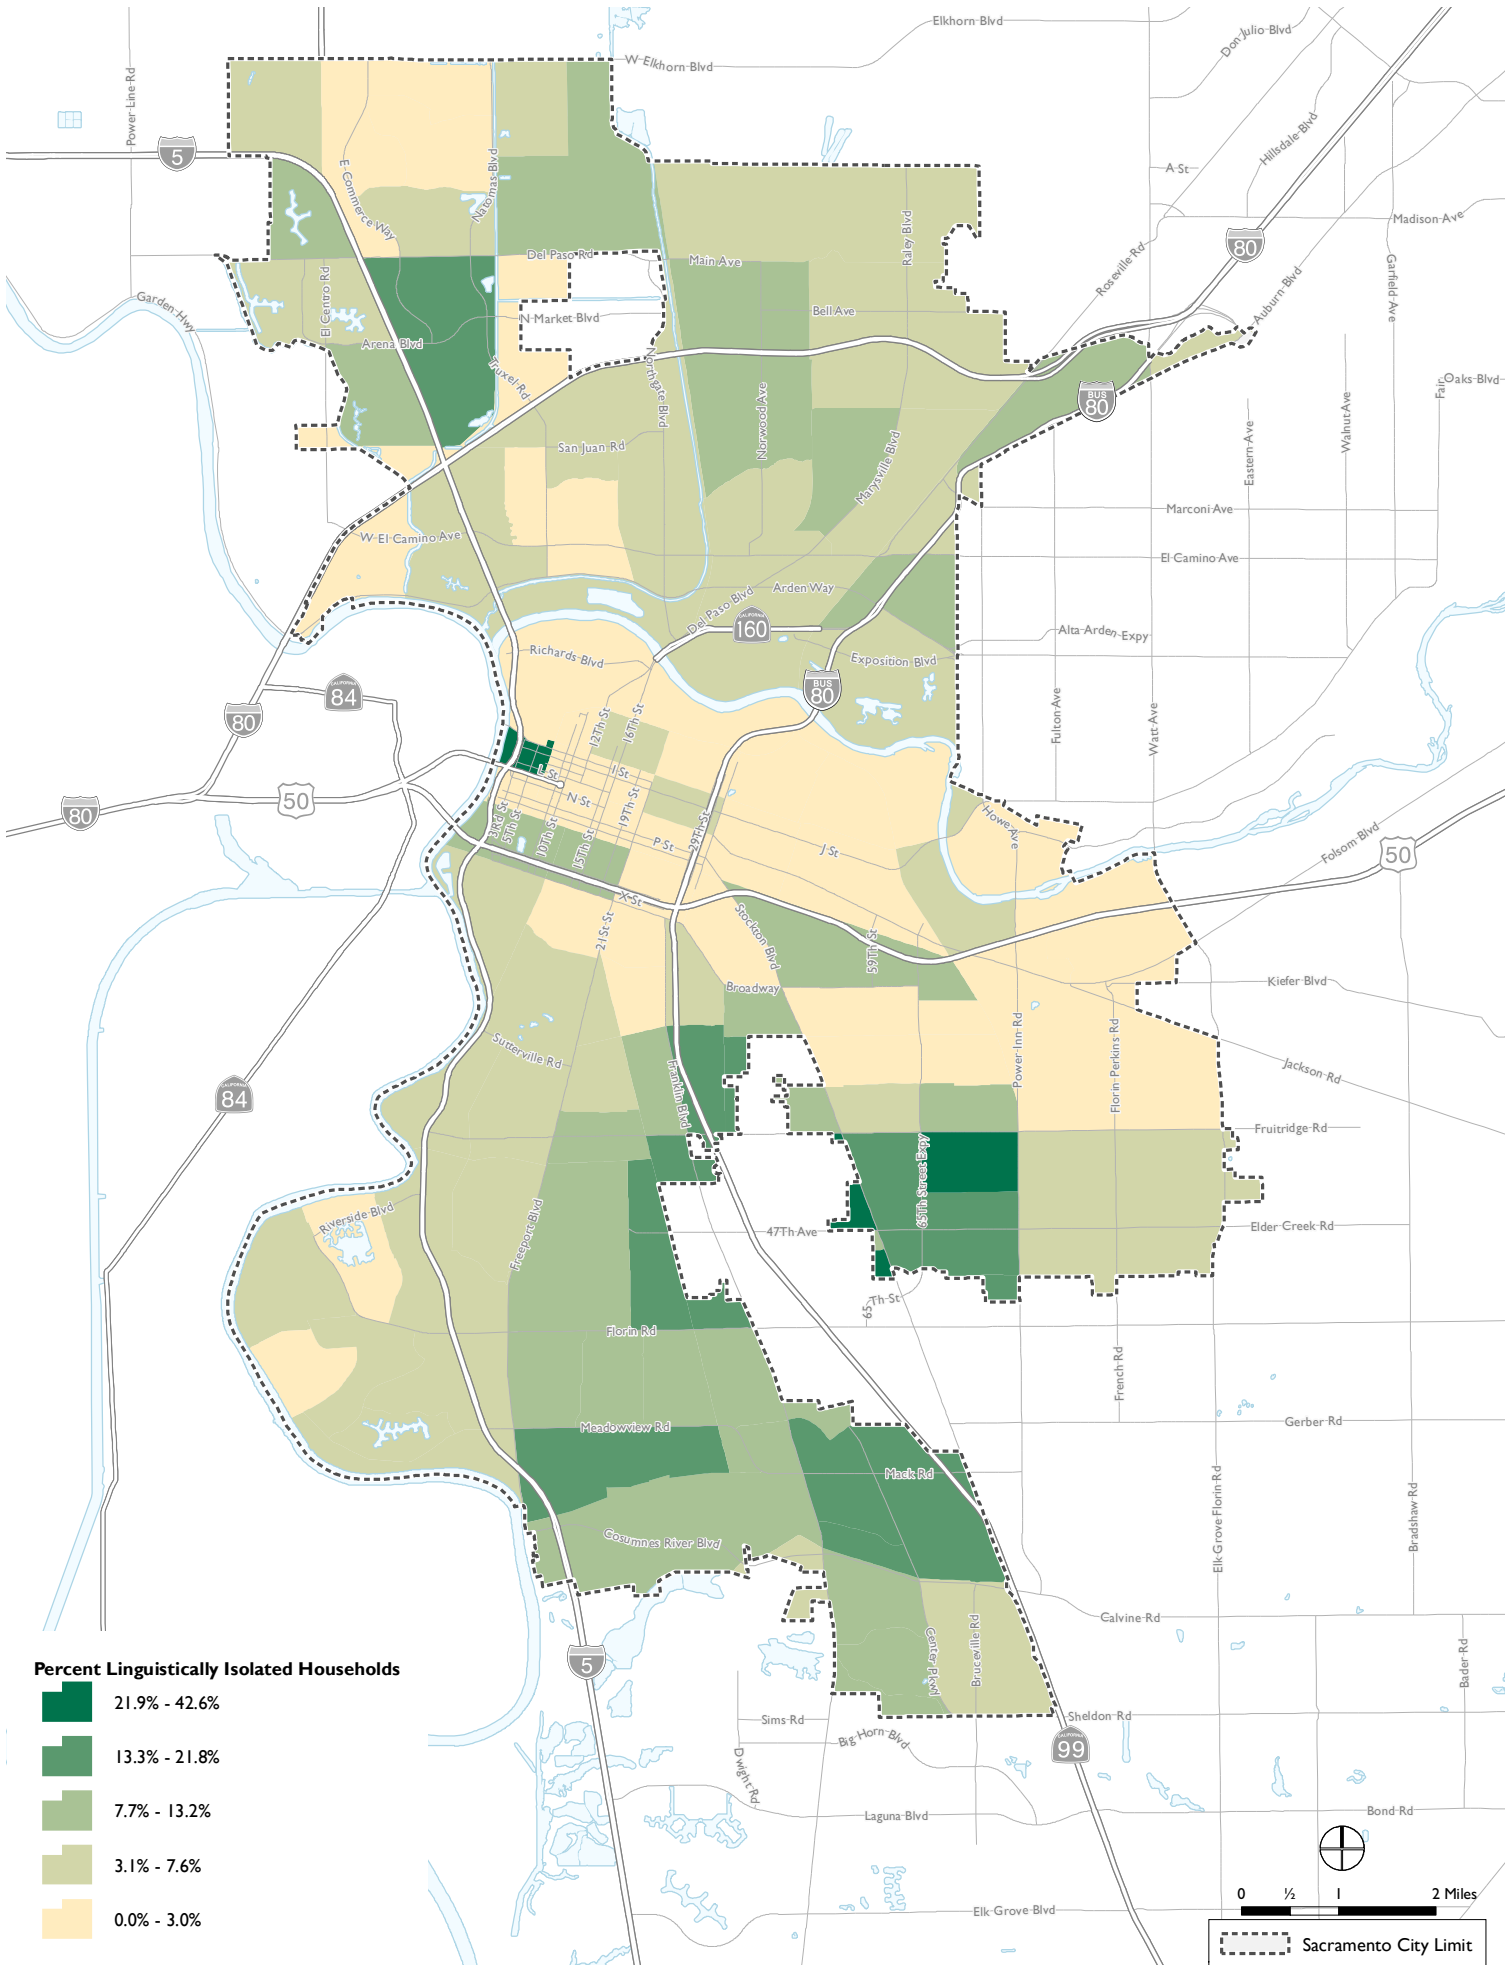 Elkhorn Blvd
Don Julio Blvd
W Elkhorn Blvd
Power Line Rd
Hillsdale Blvd
5
E Commerce Way
Natomas Blvd
A St
Raley Blvd
Madison Ave
80
Roseville Rd
Garfield Ave
Del Paso Rd
Main Ave
Auburn Blvd
El Centro Rd
Garden Hwy
N Market Blvd
Bell Ave
Arena Blvd
Truxel Rd
Northgate Blvd
Norwood Ave
BUS
80
Fair Oaks Blvd
Walnut Ave
Eastern Ave
San Juan Rd
Marysville Blvd
Marconi Ave
W El Camino Ave
El Camino Ave
Arden Way
Del Paso Blvd
CALIFORNIA
160
Alta Arden Expy
Richards Blvd
Exposition Blvd
CALIFORNIA
84
BUS
80
80
12Th St
16Th St
Fulton Ave
Watt Ave
I St
L St
50
80
N St
19Th St
3Rd St
5Th St
10Th St
15Th St
P St
29Th St
J St
Howe Ave
Folsom Blvd
50
X St
21St St
Stockton Blvd
59Th St
Broadway
Kiefer Blvd
Sutterville Rd
Power Inn Rd
Florin Perkins Rd
Franklin Blvd
Jackson Rd
CALIFORNIA
84
Fruitridge Rd
65Th Street Expy
Riverside Blvd
Freeport Blvd
47Th Ave
Elder Creek Rd
65Th St
Florin Rd
French Rd
Meadowview Rd
Gerber Rd
Mack Rd
Elk Grove Florin Rd
Bradshaw Rd
Cosumnes River Blvd
Calvine Rd
Center Pkwy
Bruceville Rd
Bader Rd
5
Sims Rd
Sheldon Rd
Big Horn Blvd
CALIFORNIA
99
Dwight Rd
Laguna Blvd
Bond Rd
Elk Grove Blvd
Percent Linguistically Isolated Households
21.9% - 42.6%
13.3% - 21.8%
7.7% - 13.2%
3.1% - 7.6%
0.0% - 3.0%
0 ½ 1 2 Miles
Sacramento City Limit